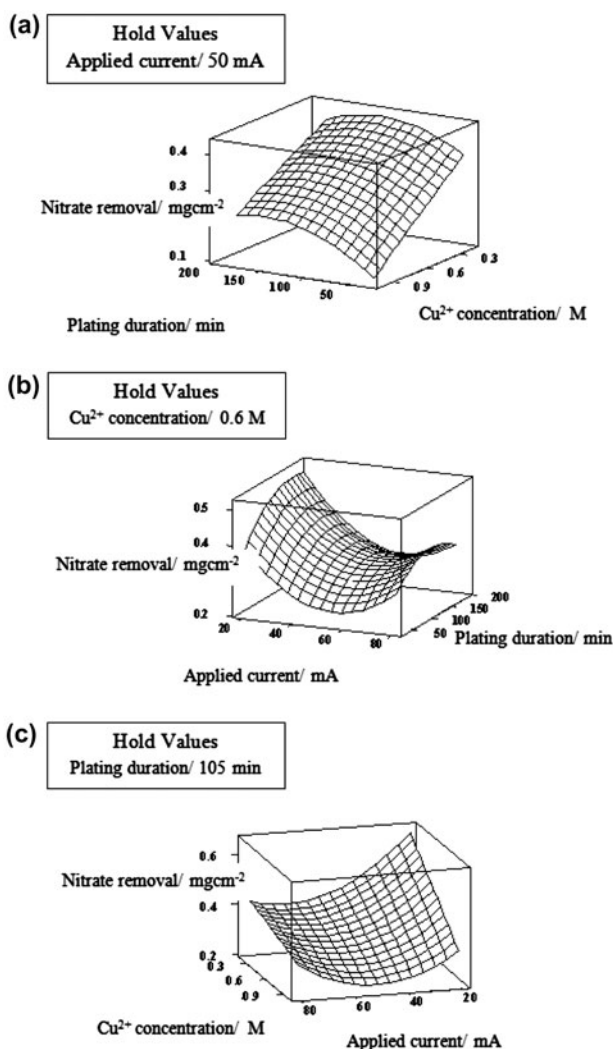 (a)
Hold Values
Applied current/ 50 mA
0.4
0.3
Nitrate removal/ mgcm⁻²
0.1
200
150
100
50
0.3
0.6
0.9
Plating duration/ min
Cu²⁺ concentration/ M
(b)
Hold Values
Cu²⁺ concentration/ 0.6 M
0.5
0.4
Nitrate removal/ mgcm⁻²
0.2
20
40
60
80
50
100
150
200
Plating duration/ min
Applied current/ mA
(c)
Hold Values
Plating duration/ 105 min
0.6
Nitrate removal/ mgcm⁻²
0.4
0.2
0.3
0.6
0.9
80
60
40
20
Cu²⁺ concentration/ M
Applied current/ mA